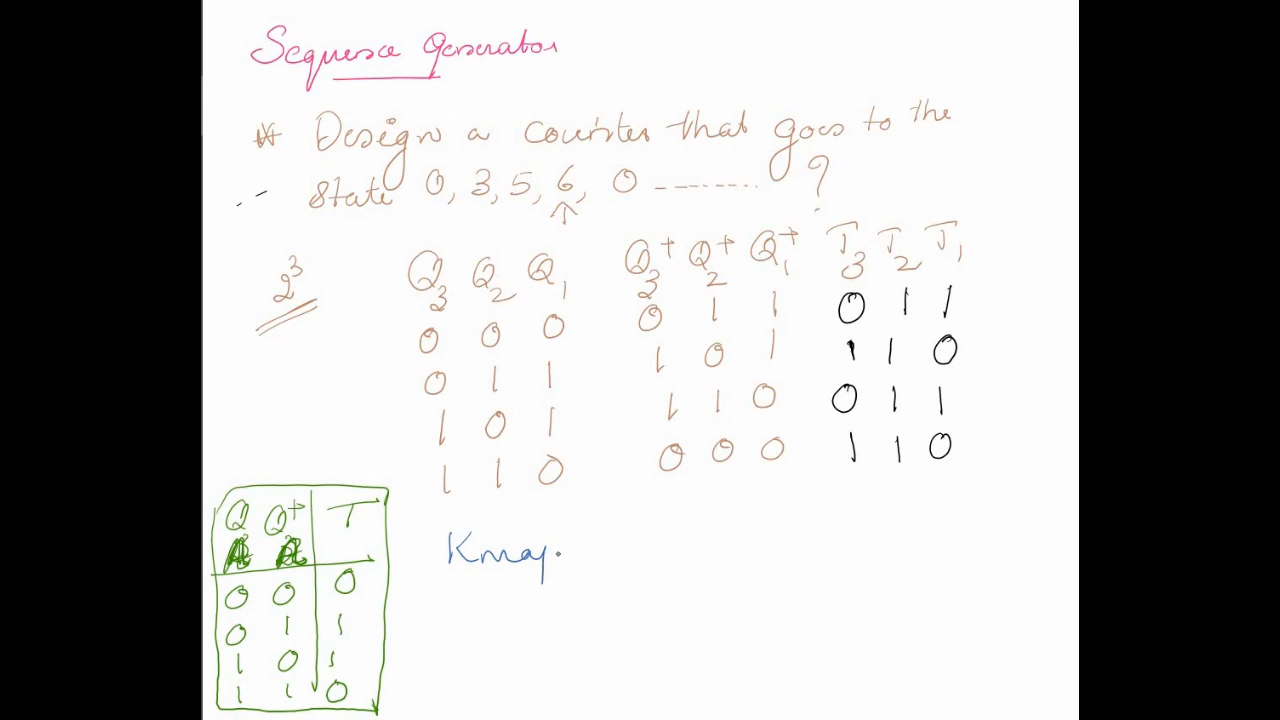 Sequence Generator
* Design a counter that goes to the
state 0, 3, 5, 6, 0 -------- ?
2³
Q₃ Q₂ Q₁ Q₃⁺ Q₂⁺ Q₁⁺ T₃ T₂ T₁
0 0 0 0 1 1 0 1 1
0 1 1 1 0 1 1 1 0
1 0 1 1 1 0 0 1 1
1 1 0 0 0 0 1 1 0
Kmap
Q Q⁺ T
0 0 0
0 1 1
1 0 1
1 1 0